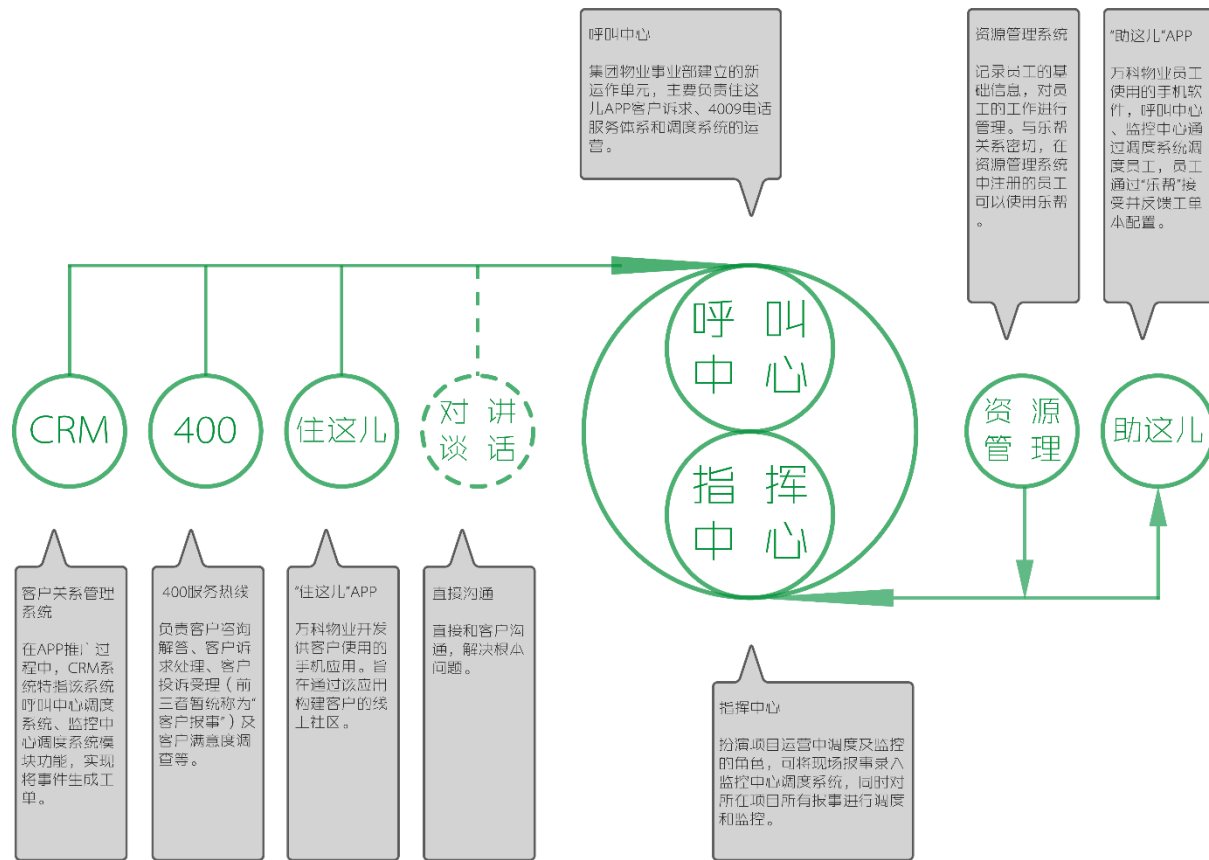 呼叫中心
集团物业事业部建立的新
运作单元，主要负责住这
儿APP客户诉求、4009电话
服务体系和调度系统的运
营。
资源管理系统
记录员工的基
础信息，对员
工的工作进行
管理。与乐帮
关系密切，在
资源管理系统
中注册的员工
可以使用乐帮
。
“助这儿”APP
万科物业员工
使用的手机软
件，呼叫中心
、监控中心通
过调度系统调
度员工，员工
通过“乐帮”接
受并反馈工单
本配置。
CRM
400
住这儿
对讲
谈话
呼叫
中心
指挥
中心
资源
管理
助这儿
客户关系管理
系统
在APP推广过
程中，CRM系
统特指该系统
呼叫中心调度
系统、监控中
心调度系统模
块功能，实现
将事件生成工
单。
400服务热线
负责客户咨询
解答、客户诉
求处理、客户
投诉受理（前
三者暂统称为“
客户报事”）及
客户满意度调
查等。
“住这儿”APP
万科物业开发
供客户使用的
手机应用。旨
在通过该应用
构建客户的线
上社区。
直接沟通
直接和客户沟
通，解决根本
问题。
指挥中心
扮演项目运营中调度及监控
的角色，可将现场报事录入
监控中心调度系统，同时对
所在项目所有报事进行调度
和监控。